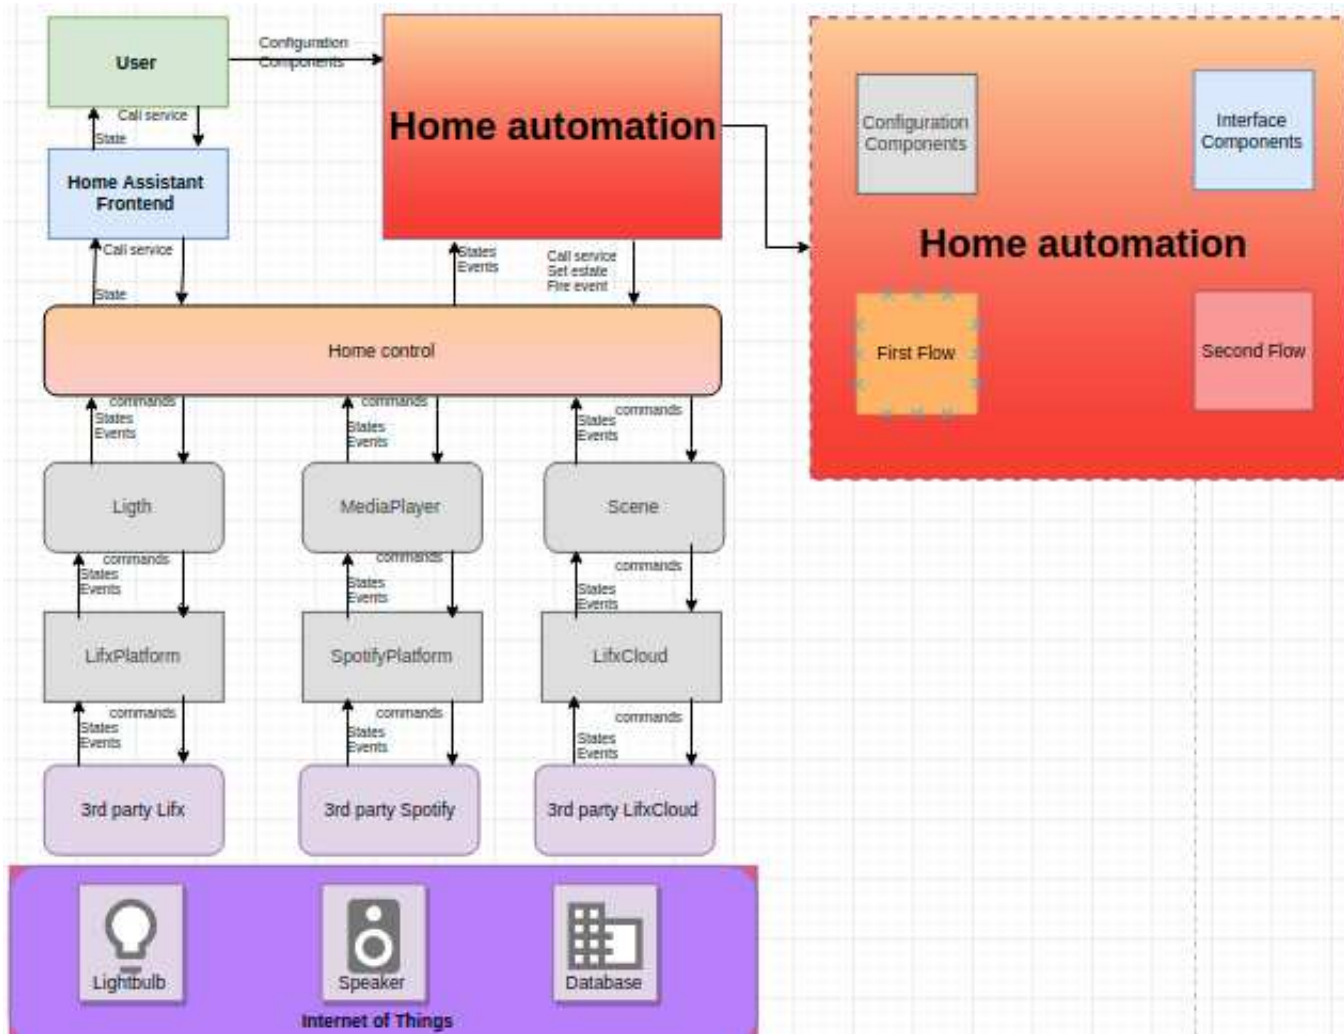 User
Configuration
Components
Home automation
Call service
State
Home Assistant
Frontend
Call service
State
States
Events
Call service
Set estate
Fire event
Configuration
Components
Interface
Components
Home automation
First Flow
Second Flow
Home control
commands
States
Events
commands
States
Events
commands
States
Events
Ligth
MediaPlayer
Scene
commands
States
Events
commands
States
Events
commands
States
Events
LifxPlatform
SpotifyPlatform
LifxCloud
commands
States
Events
commands
States
Events
commands
States
Events
3rd party Lifx
3rd party Spotify
3rd party LifxCloud
Lightbulb
Speaker
Database
Internet of Things